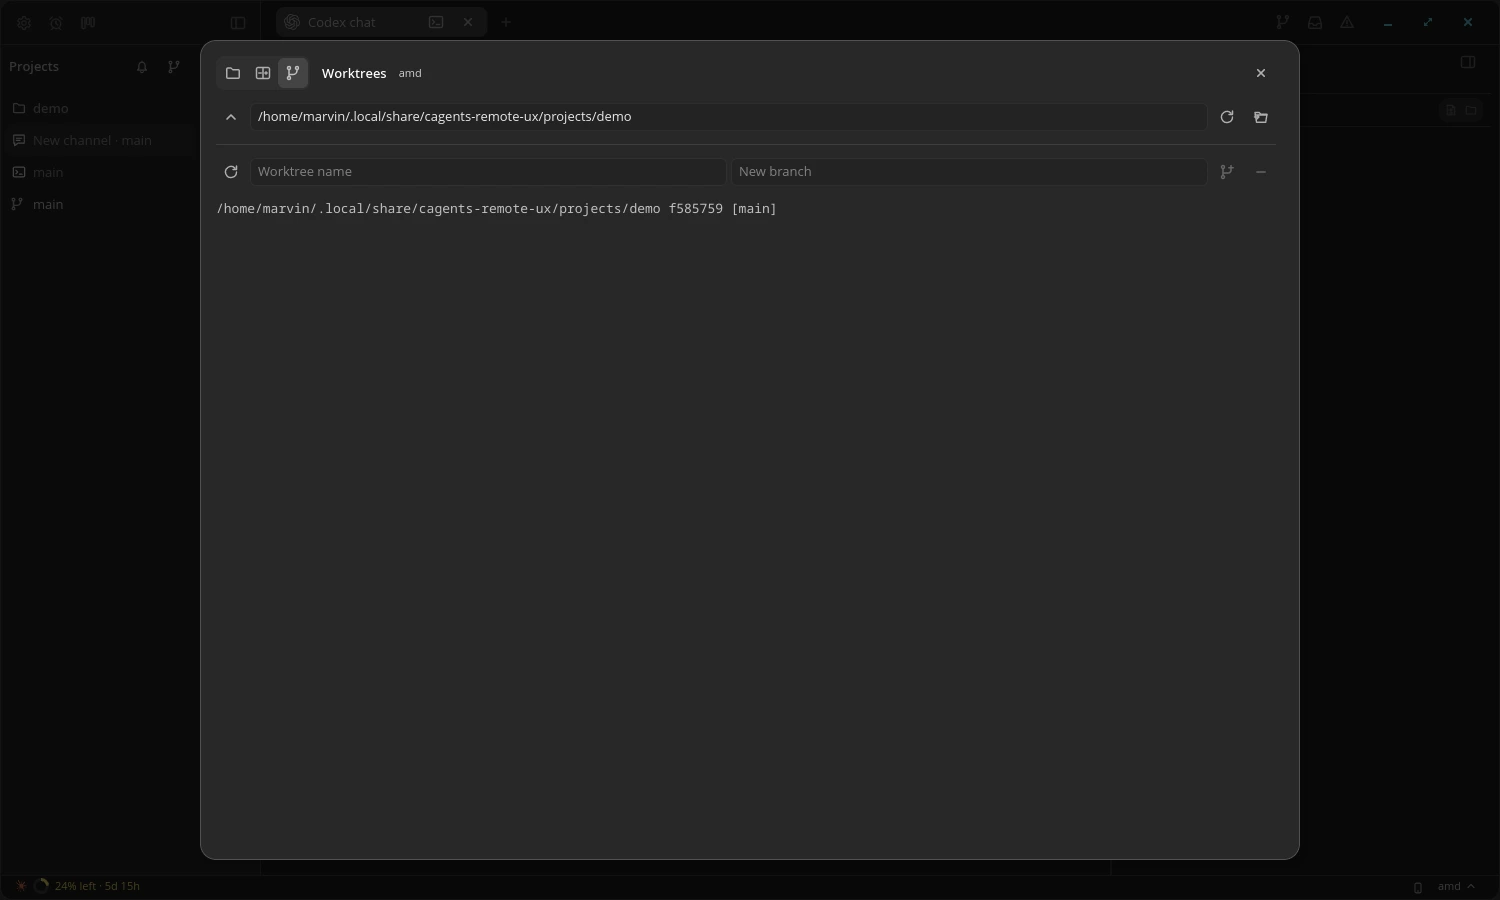 Codex chat
Projects
demo
New channel · main
main
main
Worktrees amd
/home/marvin/.local/share/cagents-remote-ux/projects/demo
Worktree name New branch
/home/marvin/.local/share/cagents-remote-ux/projects/demo f585759 [main]
24% left · 5d 15h
amd